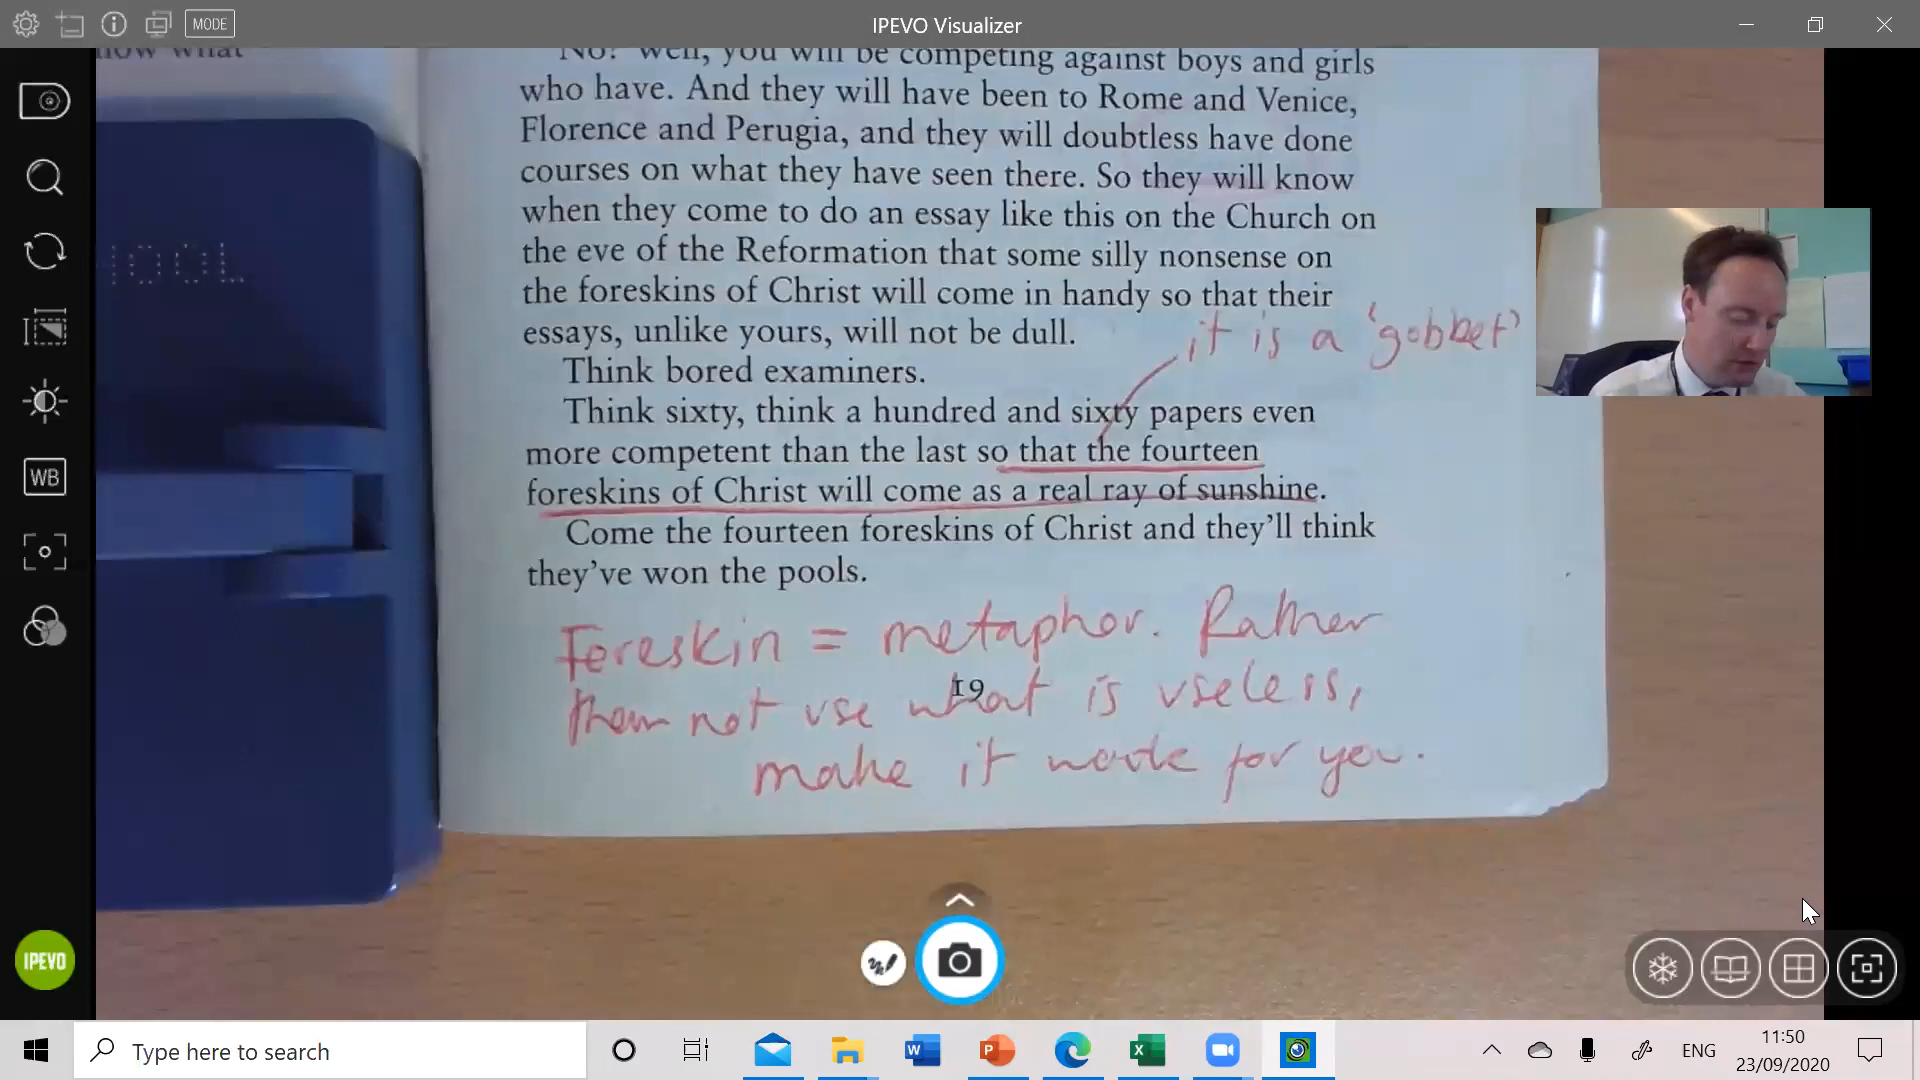 IPEVO Visualizer
MODE
now what
No? Well, you will be competing against boys and girls
who have. And they will have been to Rome and Venice,
Florence and Perugia, and they will doubtless have done
courses on what they have seen there. So they will know
when they come to do an essay like this on the Church on
the eve of the Reformation that some silly nonsense on
the foreskins of Christ will come in handy so that their
essays, unlike yours, will not be dull.
it is a 'gobbet'
Think bored examiners.
Think sixty, think a hundred and sixty papers even
more competent than the last so that the fourteen
foreskins of Christ will come as a real ray of sunshine.
Come the fourteen foreskins of Christ and they'll think
they've won the pools.
Foreskin = metaphor. Rather
than not use what is useless,
19
make it work for you.
WB
IPEVO
Type here to search
ENG
11:50
23/09/2020